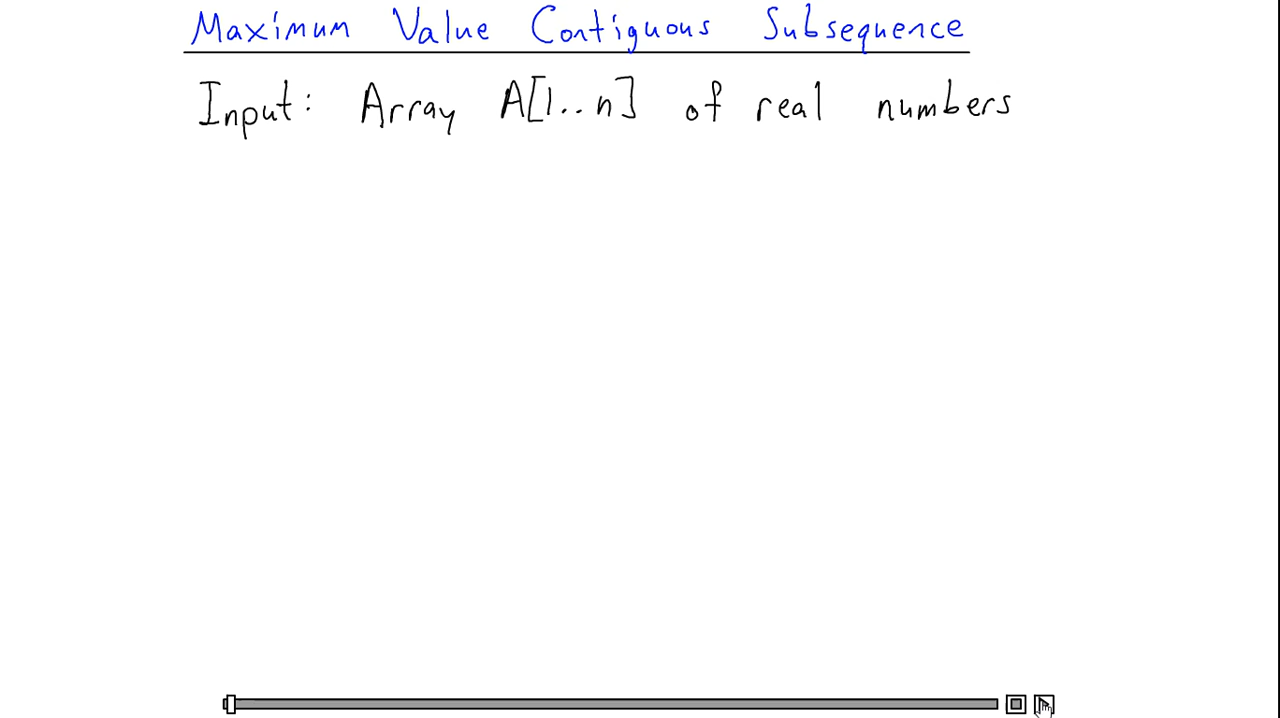 Maximum Value Contiguous Subsequence
Input: Array A[1..n] of real numbers